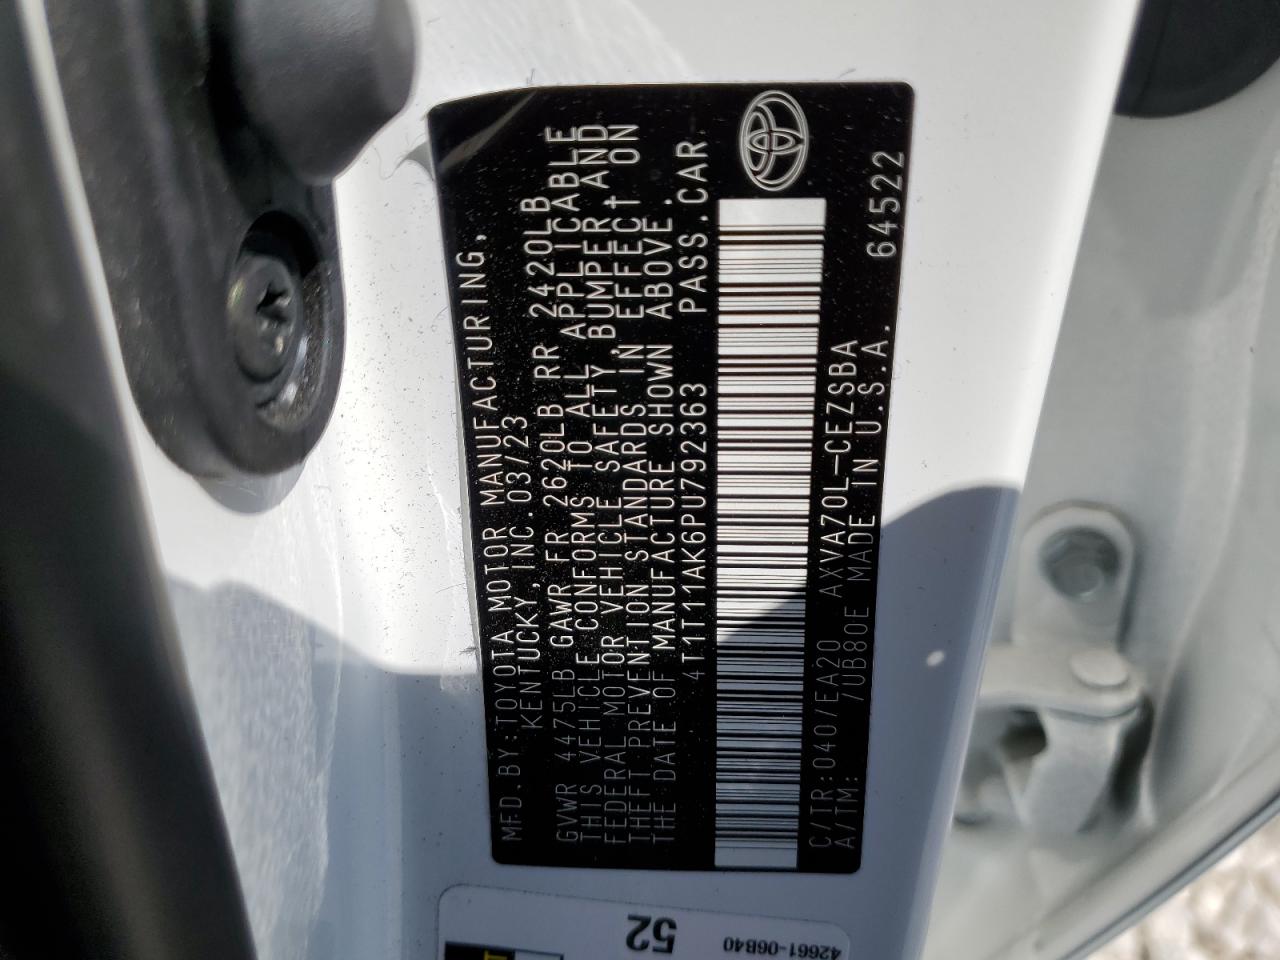 MFD.BY:TOYOTA MOTOR MANUFACTURING,
KENTUCKY,INC.03/23
GVWR 4475LB GAWR FR 2620LB RR 2420LB
THIS VEHICLE CONFORMS TO ALL APPLICABLE
FEDERAL MOTOR VEHICLE SAFETY, BUMPER, AND
THEFT PREVENTION STANDARDS IN EFFECT ON
THE DATE OF MANUFACTURE SHOWN ABOVE.
4T1T11AK6PU792363 PASS.CAR
C/TR:040/EA20 AXVA70L-CEZSBA
A/TM: /UB80E MADE IN U.S.A. 64522
52
42661-06B40